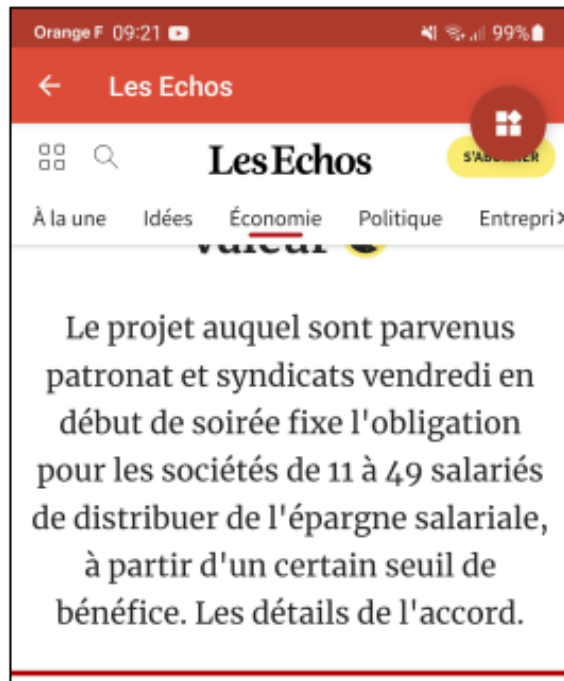 Orange F 09:21 99%
Les Echos
Les Echos
À la une Idées Économie Politique
valeur
Le projet auquel sont parvenus
patronat et syndicats vendredi en
début de soirée fixe l'obligation
pour les sociétés de 11 à 49 salariés
de distribuer de l'épargne salariale,
à partir d'un certain seuil de
bénéfice. Les détails de l'accord.